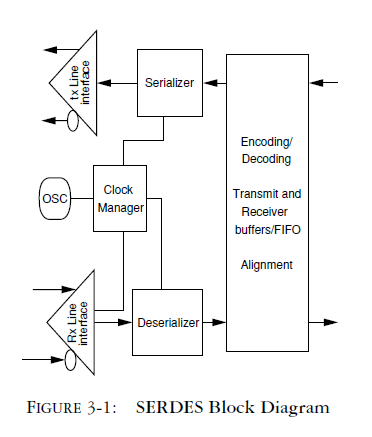 tx Line
interface
Serializer
Encoding/
Decoding
Transmit and
Receiver
buffers/FIFO
Alignment
OSC
Clock
Manager
Rx Line
interface
Deserializer
FIGURE 3-1: SERDES Block Diagram